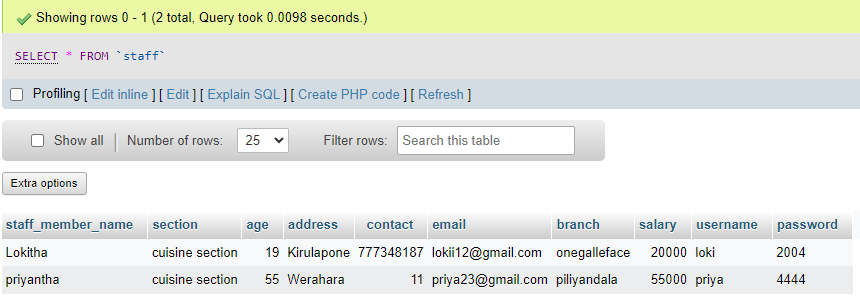 Showing rows 0 - 1 (2 total, Query took 0.0098 seconds.)
SELECT * FROM `staff`
Profiling [ Edit inline ] [ Edit ] [ Explain SQL ] [ Create PHP code ] [ Refresh ]
Show all Number of rows: 25 Filter rows: Search this table
Extra options
staff_member_name section age address contact email branch salary username password
Lokitha cuisine section 19 Kirulapone 777348187 lokii12@gmail.com onegalleface 20000 loki 2004
priyantha cuisine section 55 Werahara 11 priya23@gmail.com piliyandala 55000 priya 4444